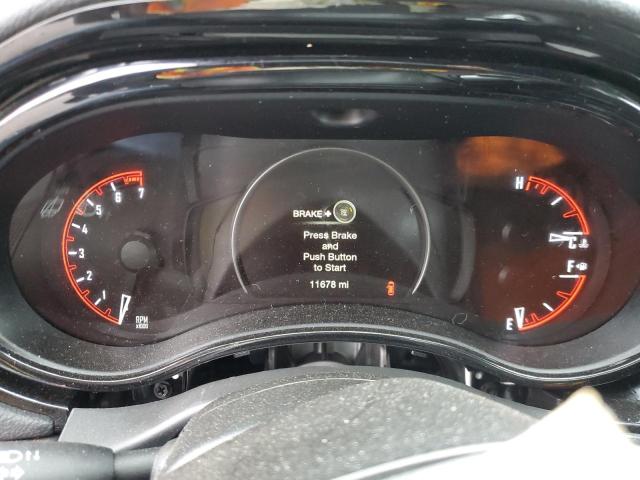 7
6
5
4
3
2
1
RPM
x1000
BRAKE +
Press Brake
and
Push Button
to Start
11678 mi
H
C
F
E